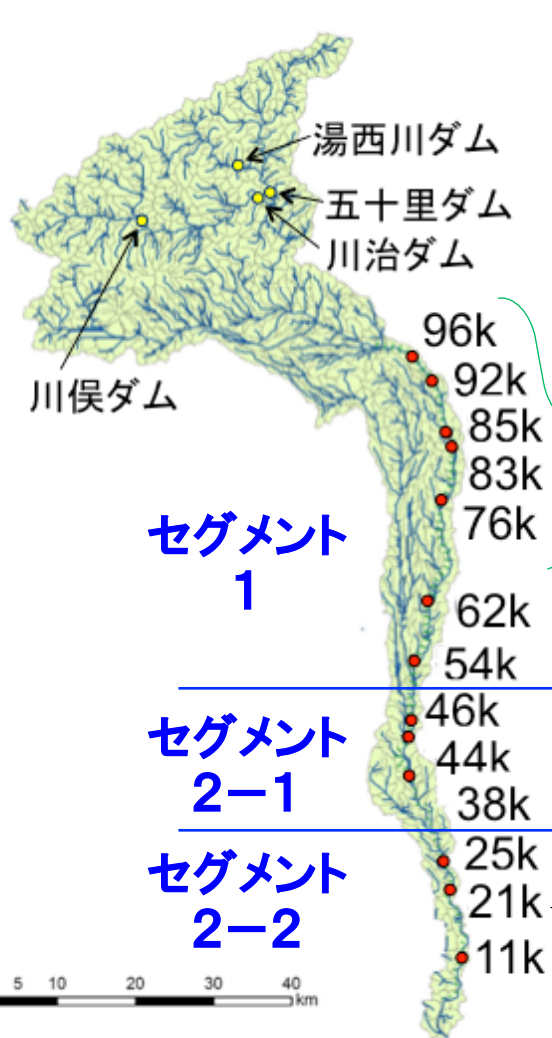 湯西川ダム
五十里ダム
川治ダム
川俣ダム
96k
92k
85k
83k
76k
セグメント
1
62k
54k
46k
セグメント
2－1
44k
38k
セグメント
2－2
25k
21k
11k
5 10 20 30 40
km